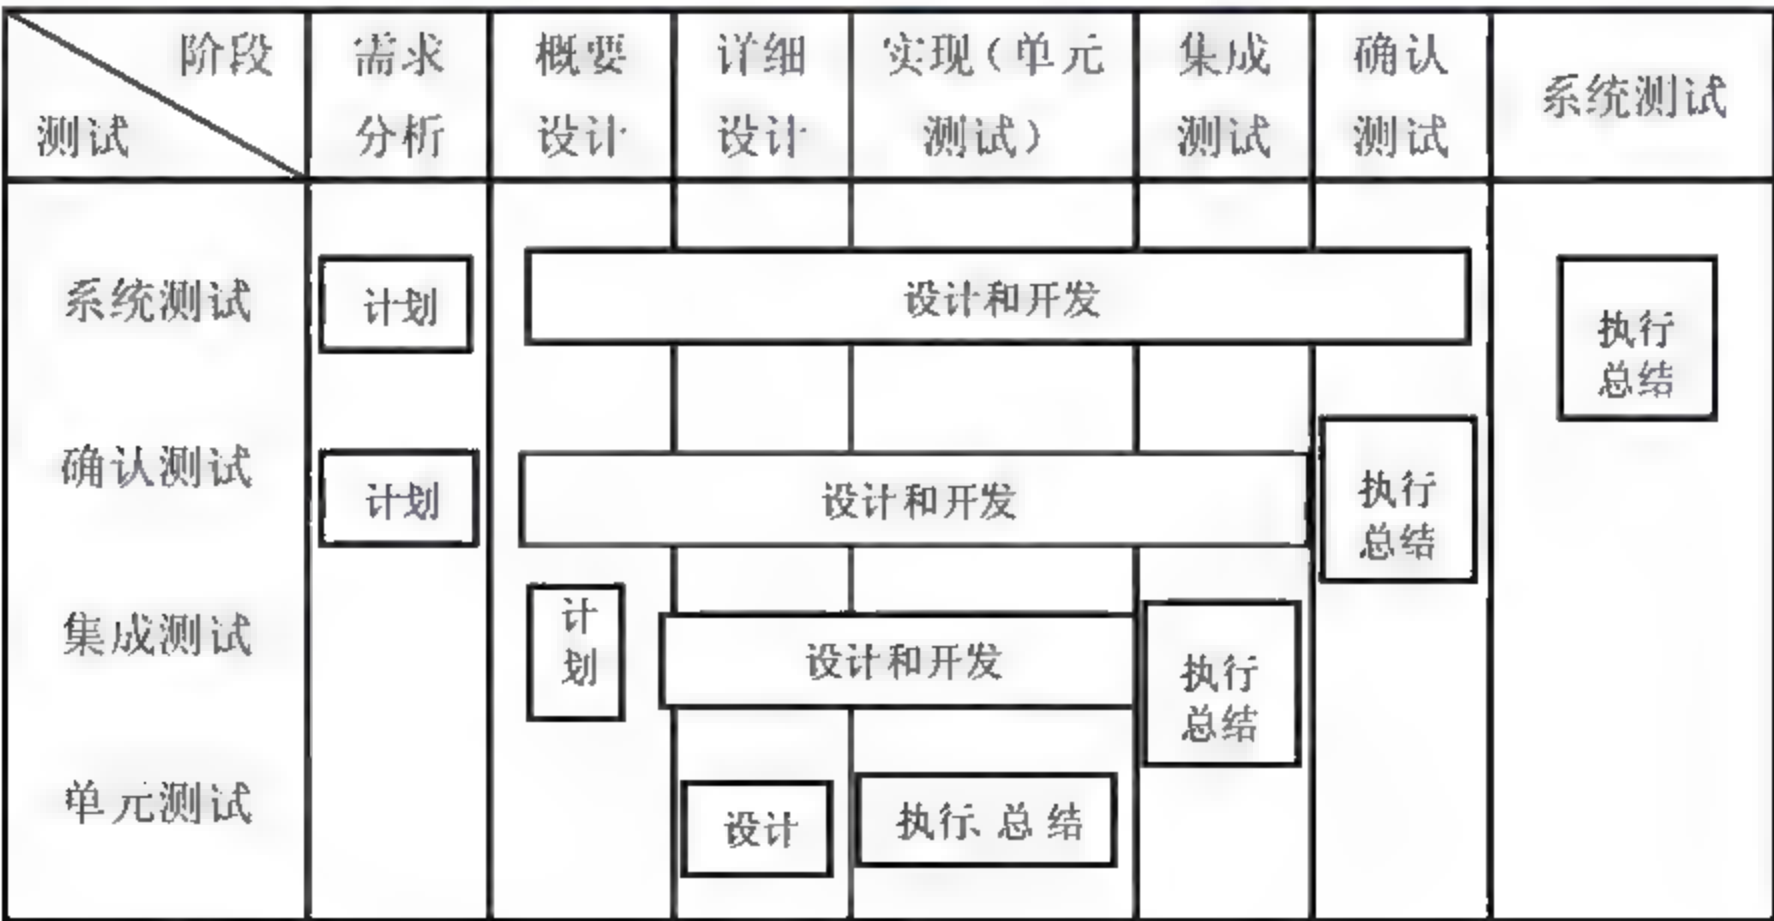 阶段
测试
需求
分析
概要
设计
详细
设计
实现(单元
测试)
集成
测试
确认
测试
系统测试
系统测试
计划
设计和开发
执行
总结
确认测试
计划
设计和开发
执行
总结
集成测试
计
划
设计和开发
执行
总结
单元测试
设计
执行、总结